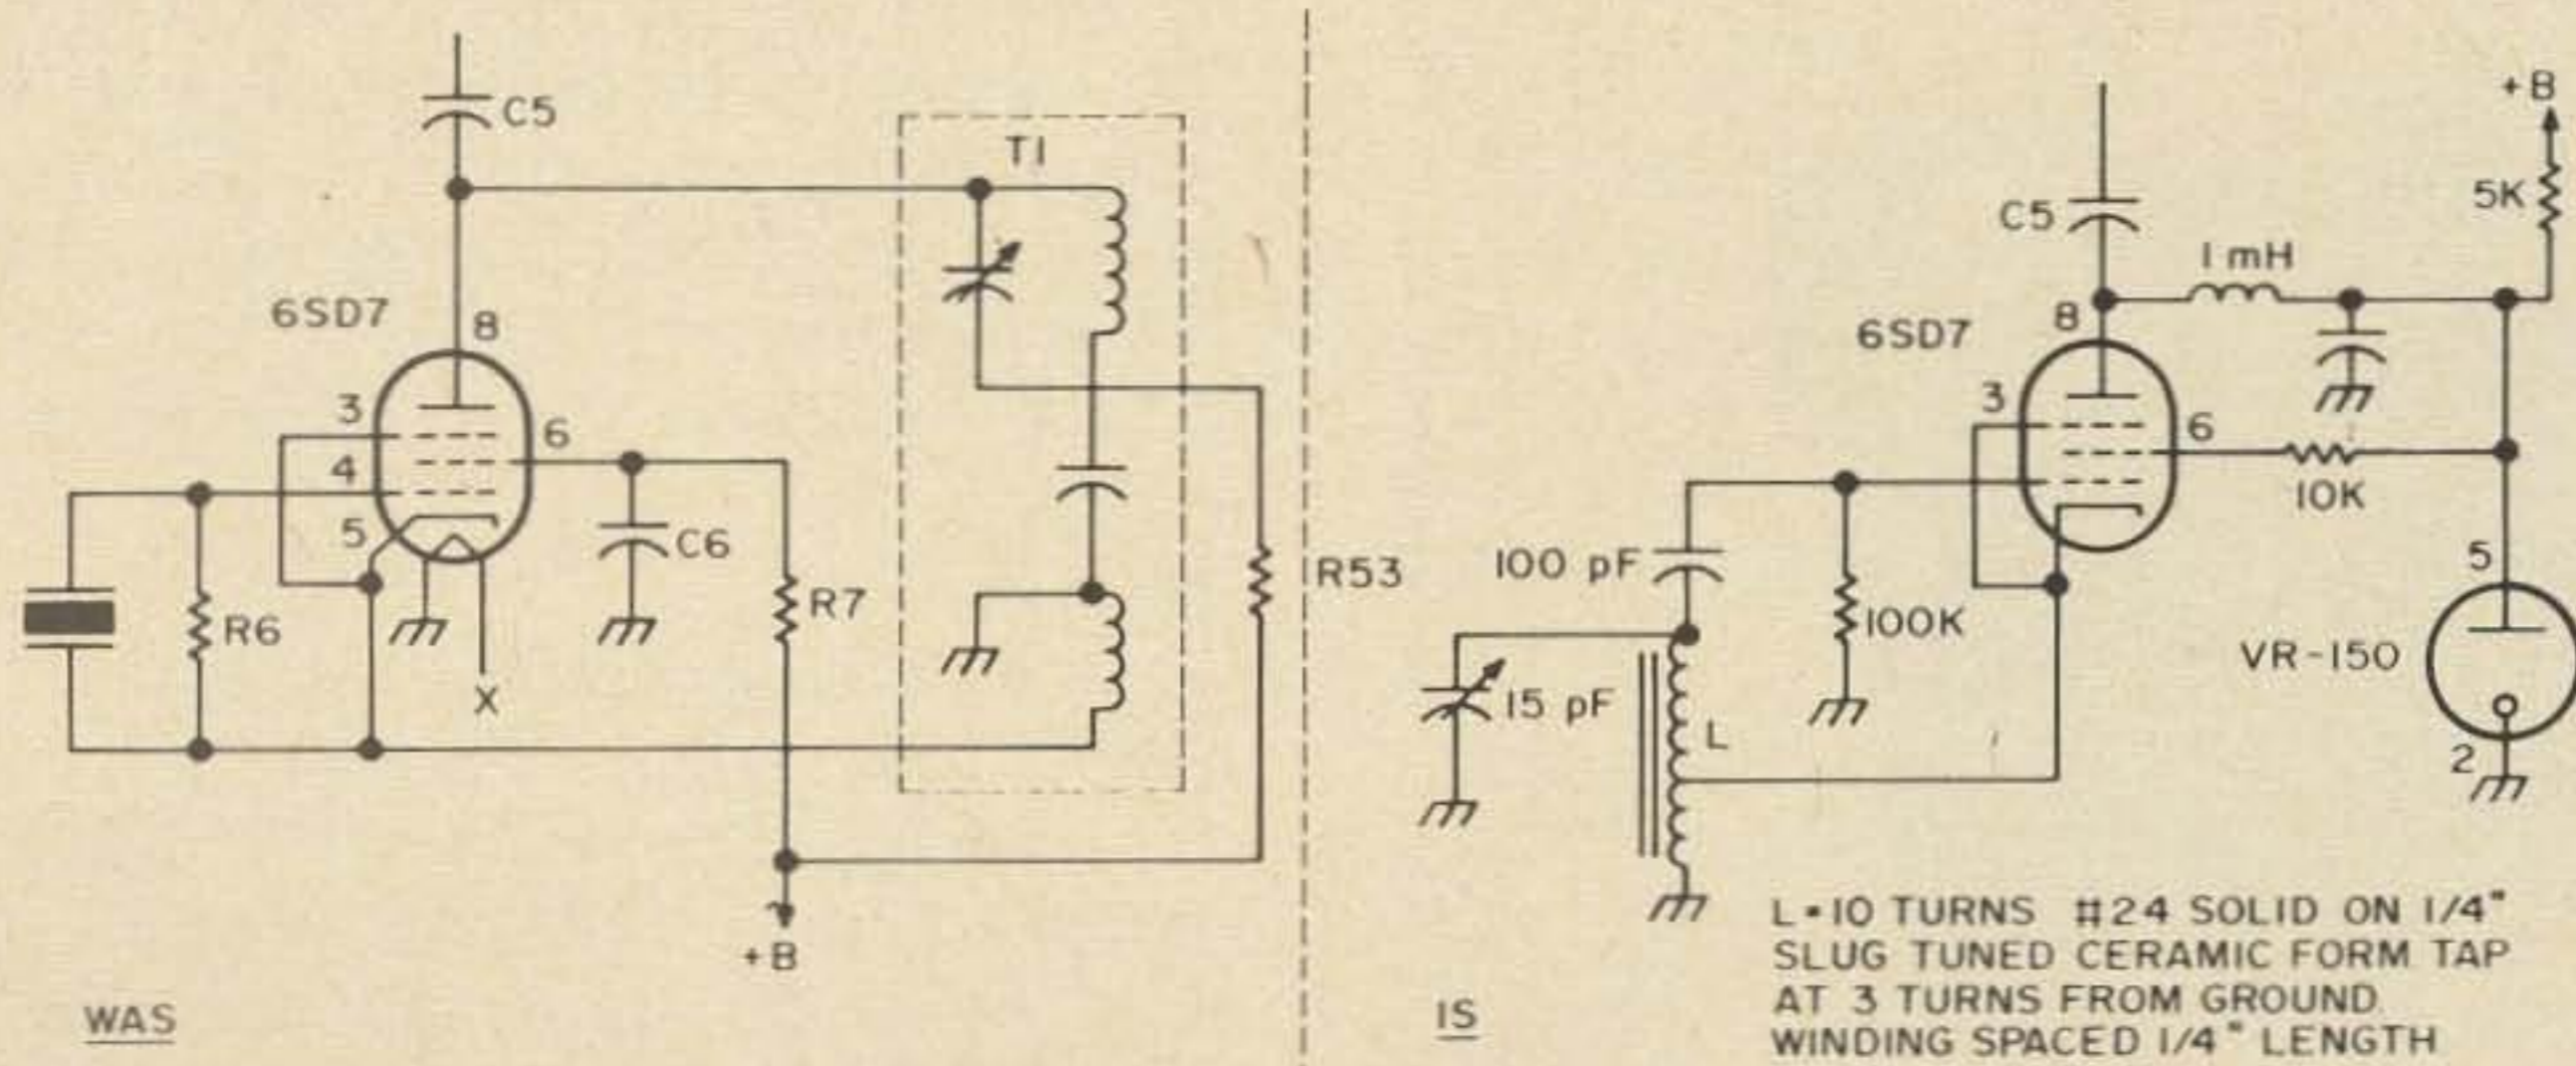 C5
T1
6SD7
8
3
6
4
5
C6
R6
R7
R53
X
+B
WAS
+B
5K
C5
1 mH
6SD7
8
3
6
10K
100 pF
100K
5
15 pF
L
VR-150
2
L=10 TURNS #24 SOLID ON 1/4"
SLUG TUNED CERAMIC FORM TAP
AT 3 TURNS FROM GROUND.
WINDING SPACED 1/4" LENGTH
IS